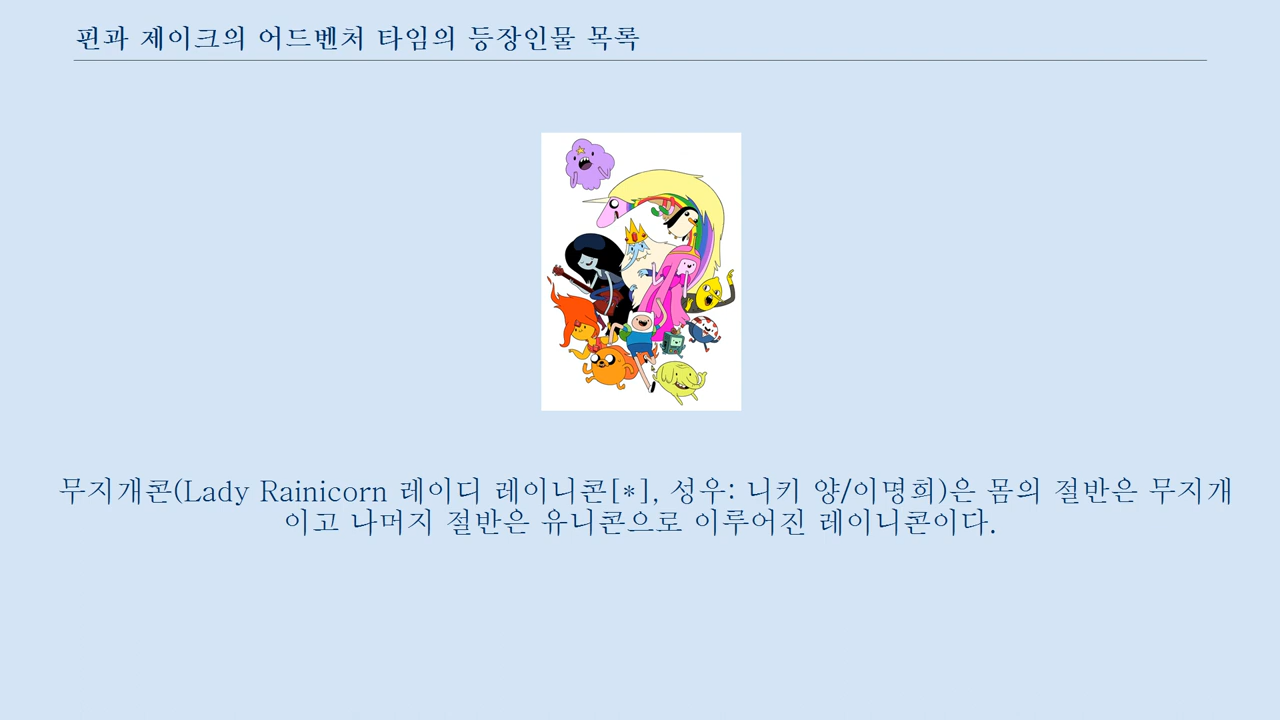 핀과 제이크의 어드벤처 타임의 등장인물 목록
무지개콘(Lady Rainicorn 레이디 레이니콘[*], 성우: 니키 양/이명희)은 몸의 절반은 무지개
이고 나머지 절반은 유니콘으로 이루어진 레이니콘이다.